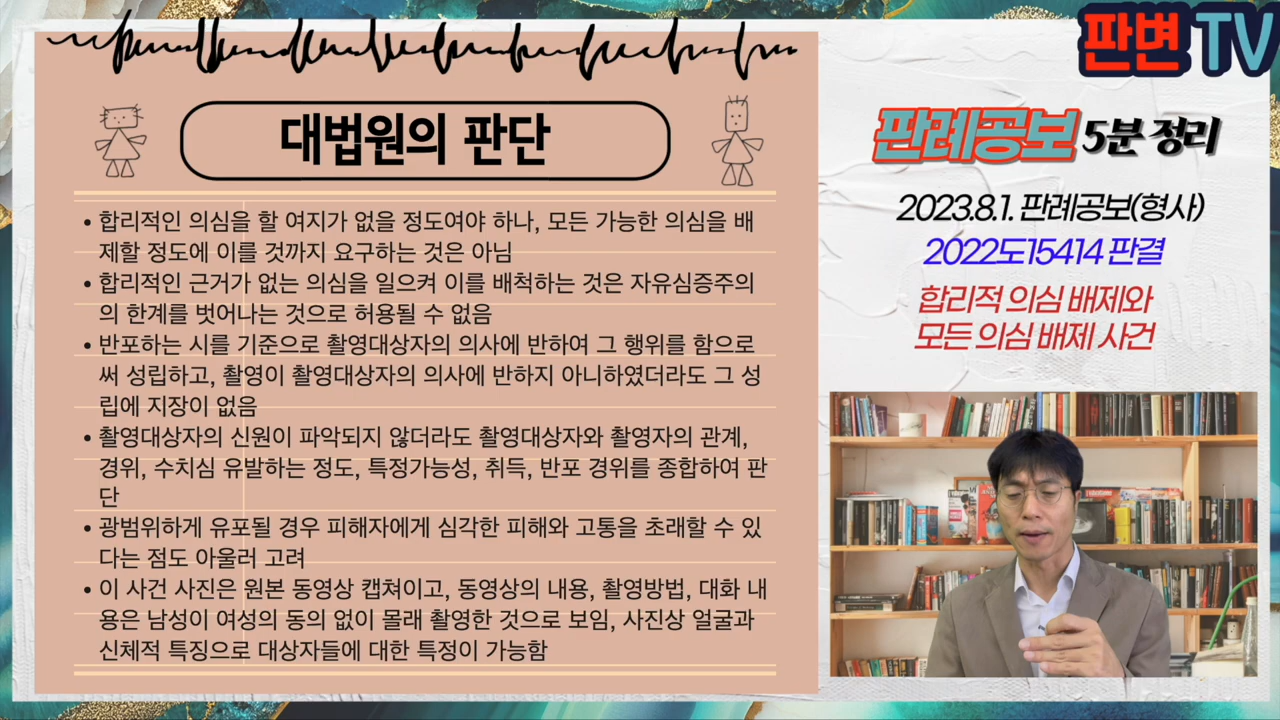 판변 TV
대법원의 판단
• 합리적인 의심을 할 여지가 없을 정도여야 하나, 모든 가능한 의심을 배
제할 정도에 이를 것까지 요구하는 것은 아님
• 합리적인 근거가 없는 의심을 일으켜 이를 배척하는 것은 자유심증주의
의 한계를 벗어나는 것으로 허용될 수 없음
• 반포하는 시를 기준으로 촬영대상자의 의사에 반하여 그 행위를 함으로
써 성립하고, 촬영이 촬영대상자의 의사에 반하지 아니하였더라도 그 성
립에 지장이 없음
• 촬영대상자의 신원이 파악되지 않더라도 촬영대상자와 촬영자의 관계,
경위, 수치심 유발하는 정도, 특정가능성, 취득, 반포 경위를 종합하여 판
단
• 광범위하게 유포될 경우 피해자에게 심각한 피해와 고통을 초래할 수 있
다는 점도 아울러 고려
• 이 사건 사진은 원본 동영상 캡쳐이고, 동영상의 내용, 촬영방법, 대화 내
용은 남성이 여성의 동의 없이 몰래 촬영한 것으로 보임, 사진상 얼굴과
신체적 특징으로 대상자들에 대한 특정이 가능함
판례공보 5분 정리
2023.8.1. 판례공보(형사)
2022도15414 판결
합리적 의심 배제와
모든 의심 배제 사건